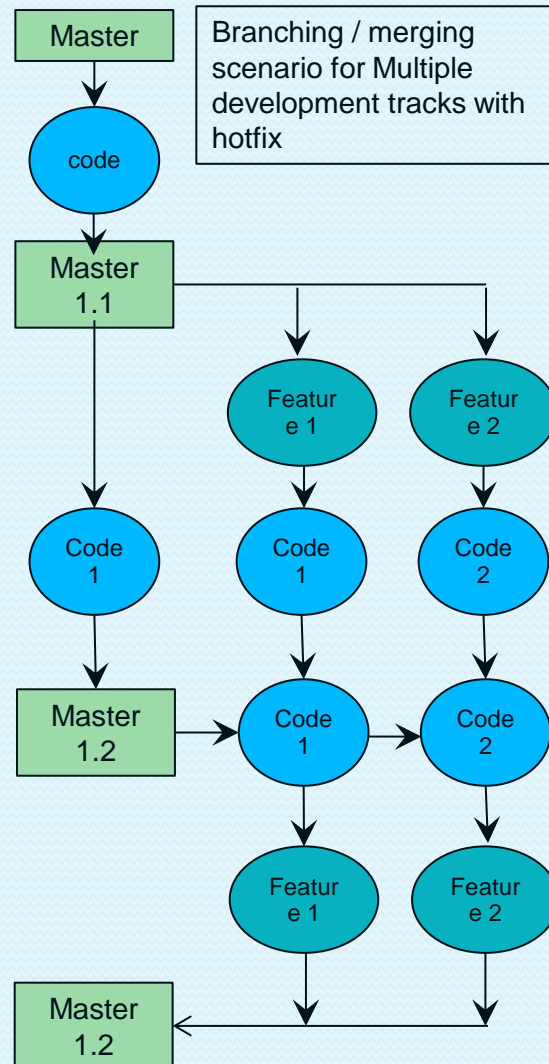 Master
Branching / merging
scenario for Multiple
development tracks with
hotfix
code
Master
1.1
Featur
e 1
Featur
e 2
Code
1
Code
1
Code
2
Master
1.2
Code
1
Code
2
Featur
e 1
Featur
e 2
Master
1.2